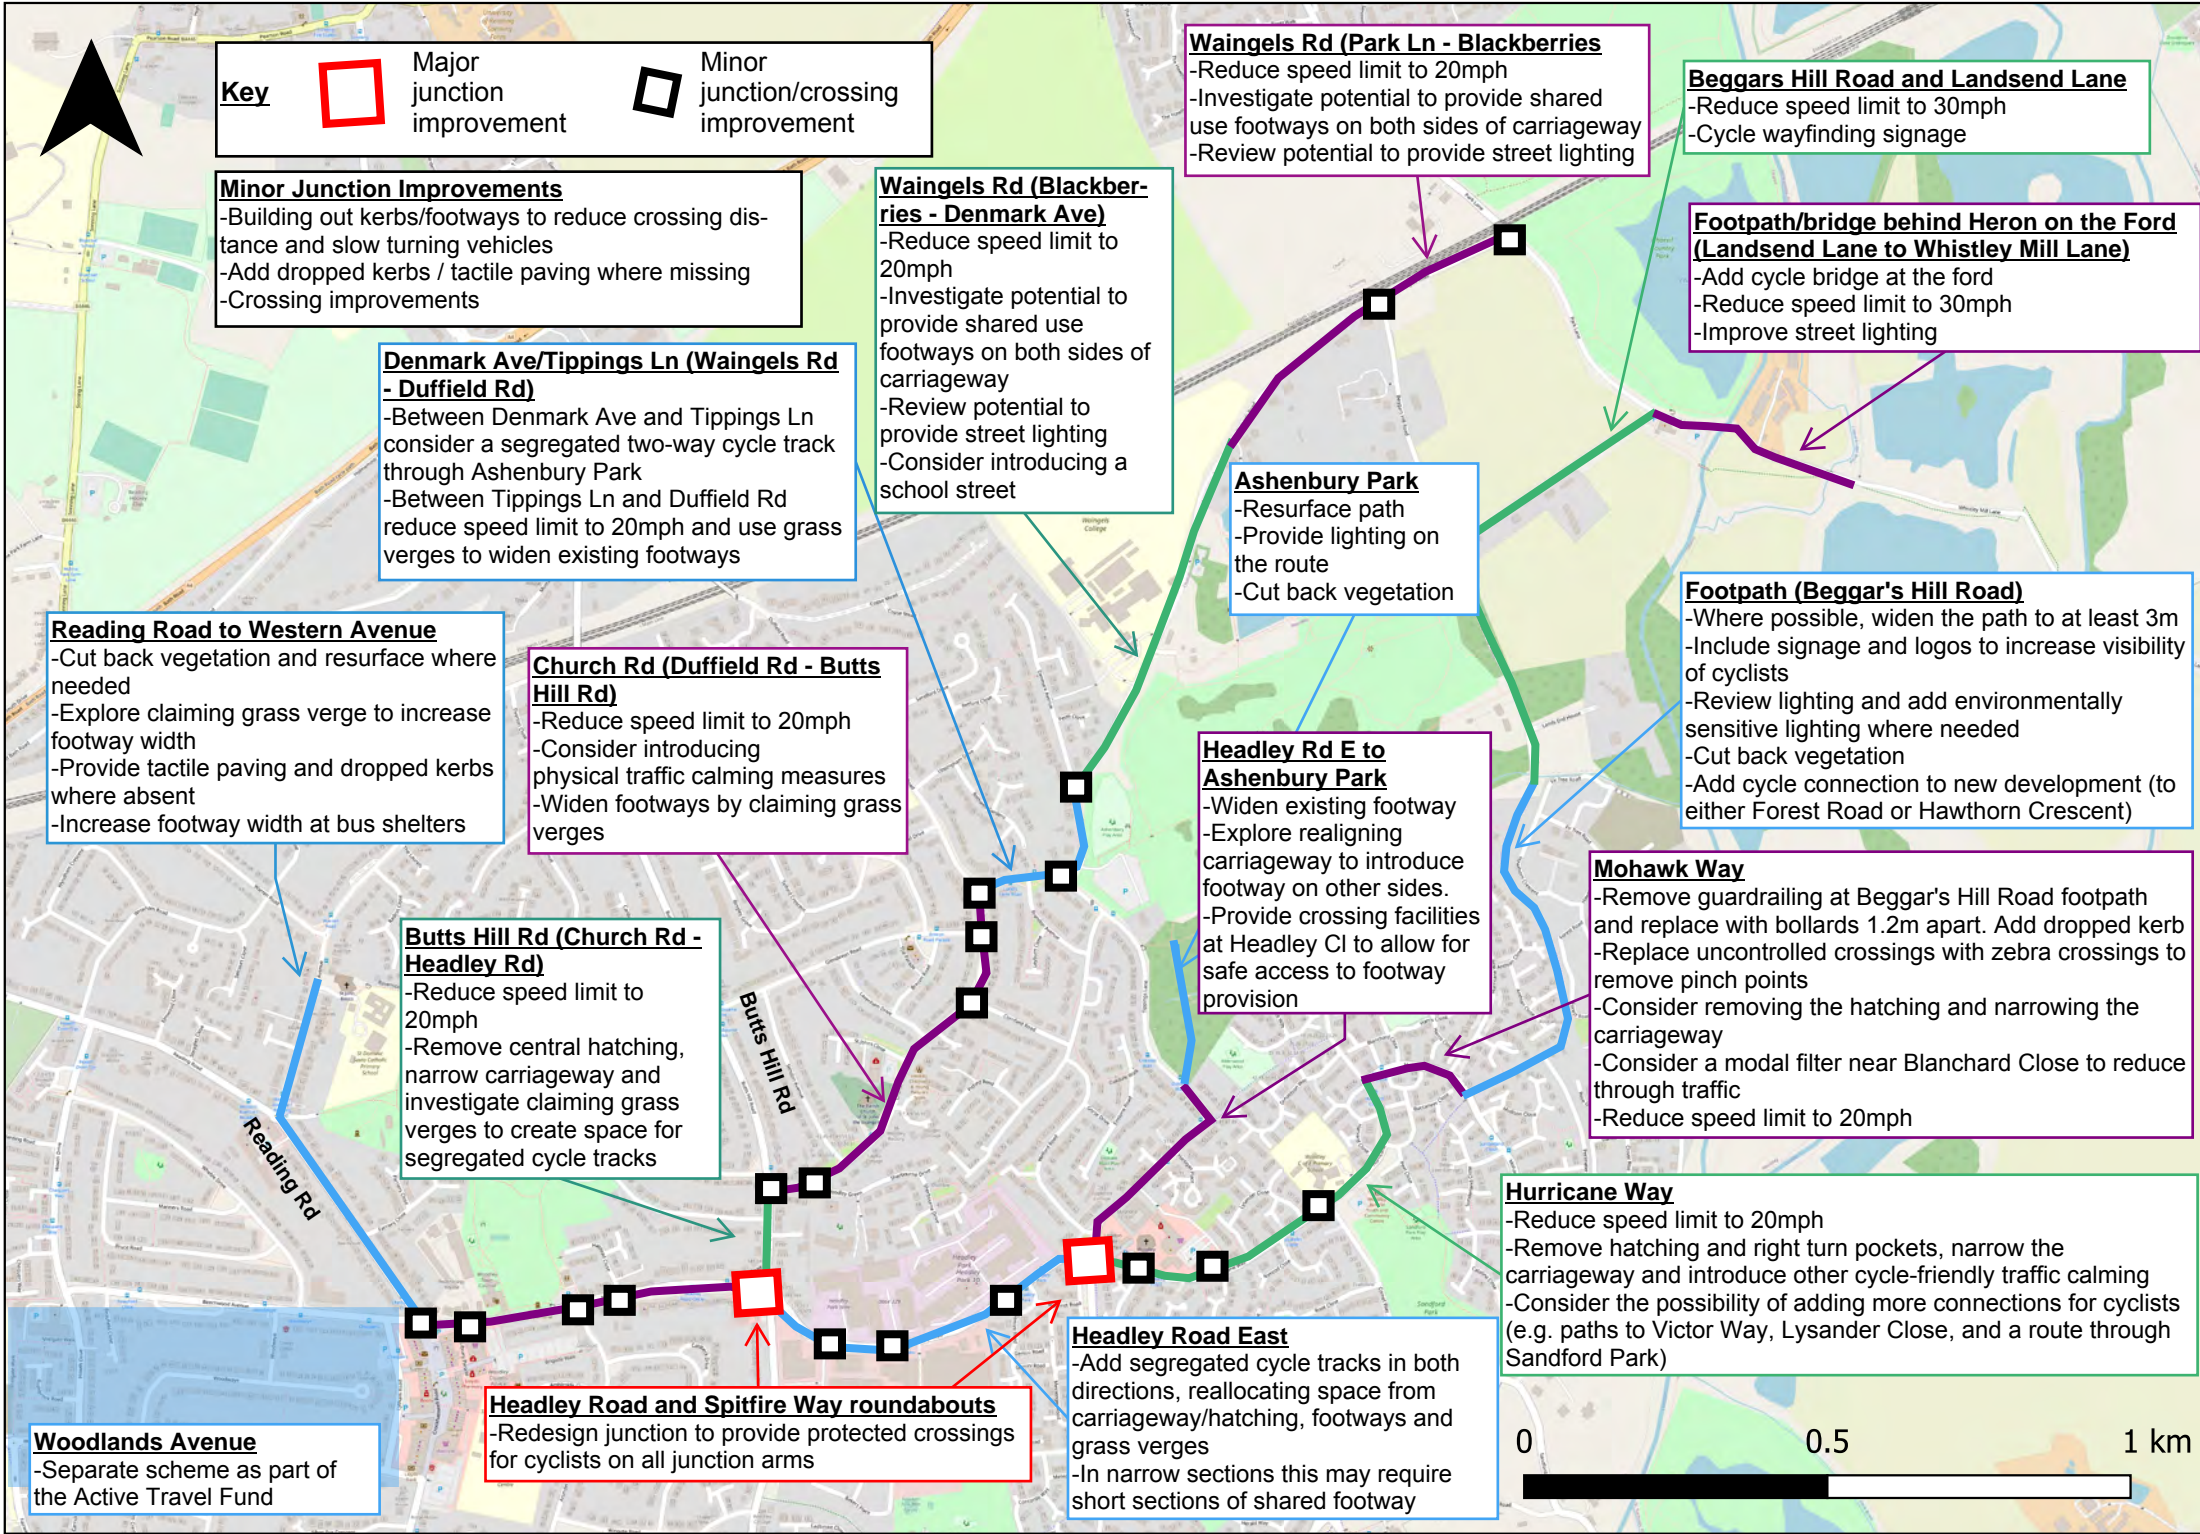 Key
Major
junction
improvement
Minor
junction/crossing
improvement
Minor Junction Improvements
-Building out kerbs/footways to reduce crossing dis-
tance and slow turning vehicles
-Add dropped kerbs / tactile paving where missing
-Crossing improvements
Waingels Rd (Park Ln - Blackberries
-Reduce speed limit to 20mph
-Investigate potential to provide shared
use footways on both sides of carriageway
-Review potential to provide street lighting
Beggars Hill Road and Landsend Lane
-Reduce speed limit to 30mph
-Cycle wayfinding signage
Waingels Rd (Blackber-
ries - Denmark Ave)
-Reduce speed limit to
20mph
-Investigate potential to
provide shared use
footways on both sides of
carriageway
-Review potential to
provide street lighting
-Consider introducing a
school street
Footpath/bridge behind Heron on the Ford
(Landsend Lane to Whistley Mill Lane)
-Add cycle bridge at the ford
-Reduce speed limit to 30mph
-Improve street lighting
Denmark Ave/Tippings Ln (Waingels Rd
- Duffield Rd)
-Between Denmark Ave and Tippings Ln
consider a segregated two-way cycle track
through Ashenbury Park
-Between Tippings Ln and Duffield Rd
reduce speed limit to 20mph and use grass
verges to widen existing footways
Ashenbury Park
-Resurface path
-Provide lighting on
the route
-Cut back vegetation
Waingels
College
Footpath (Beggar's Hill Road)
-Where possible, widen the path to at least 3m
-Include signage and logos to increase visibility
of cyclists
-Review lighting and add environmentally
sensitive lighting where needed
-Cut back vegetation
-Add cycle connection to new development (to
either Forest Road or Hawthorn Crescent)
Reading Road to Western Avenue
-Cut back vegetation and resurface where
needed
-Explore claiming grass verge to increase
footway width
-Provide tactile paving and dropped kerbs
where absent
-Increase footway width at bus shelters
Church Rd (Duffield Rd - Butts
Hill Rd)
-Reduce speed limit to 20mph
-Consider introducing
physical traffic calming measures
-Widen footways by claiming grass
verges
Headley Rd E to
Ashenbury Park
-Widen existing footway
-Explore realigning
carriageway to introduce
footway on other sides.
-Provide crossing facilities
at Headley Cl to allow for
safe access to footway
provision
Mohawk Way
-Remove guardrailing at Beggar's Hill Road footpath
and replace with bollards 1.2m apart. Add dropped kerb
-Replace uncontrolled crossings with zebra crossings to
remove pinch points
-Consider removing the hatching and narrowing the
carriageway
-Consider a modal filter near Blanchard Close to reduce
through traffic
-Reduce speed limit to 20mph
Butts Hill Rd (Church Rd -
Headley Rd)
-Reduce speed limit to
20mph
-Remove central hatching,
narrow carriageway and
investigate claiming grass
verges to create space for
segregated cycle tracks
Butts Hill Rd
Reading Rd
Hurricane Way
-Reduce speed limit to 20mph
-Remove hatching and right turn pockets, narrow the
carriageway and introduce other cycle-friendly traffic calming
-Consider the possibility of adding more connections for cyclists
(e.g. paths to Victor Way, Lysander Close, and a route through
Sandford Park)
Headley Road East
-Add segregated cycle tracks in both
directions, reallocating space from
carriageway/hatching, footways and
grass verges
-In narrow sections this may require
short sections of shared footway
Headley Road and Spitfire Way roundabouts
-Redesign junction to provide protected crossings
for cyclists on all junction arms
Woodlands Avenue
-Separate scheme as part of
the Active Travel Fund
0 0.5 1 km